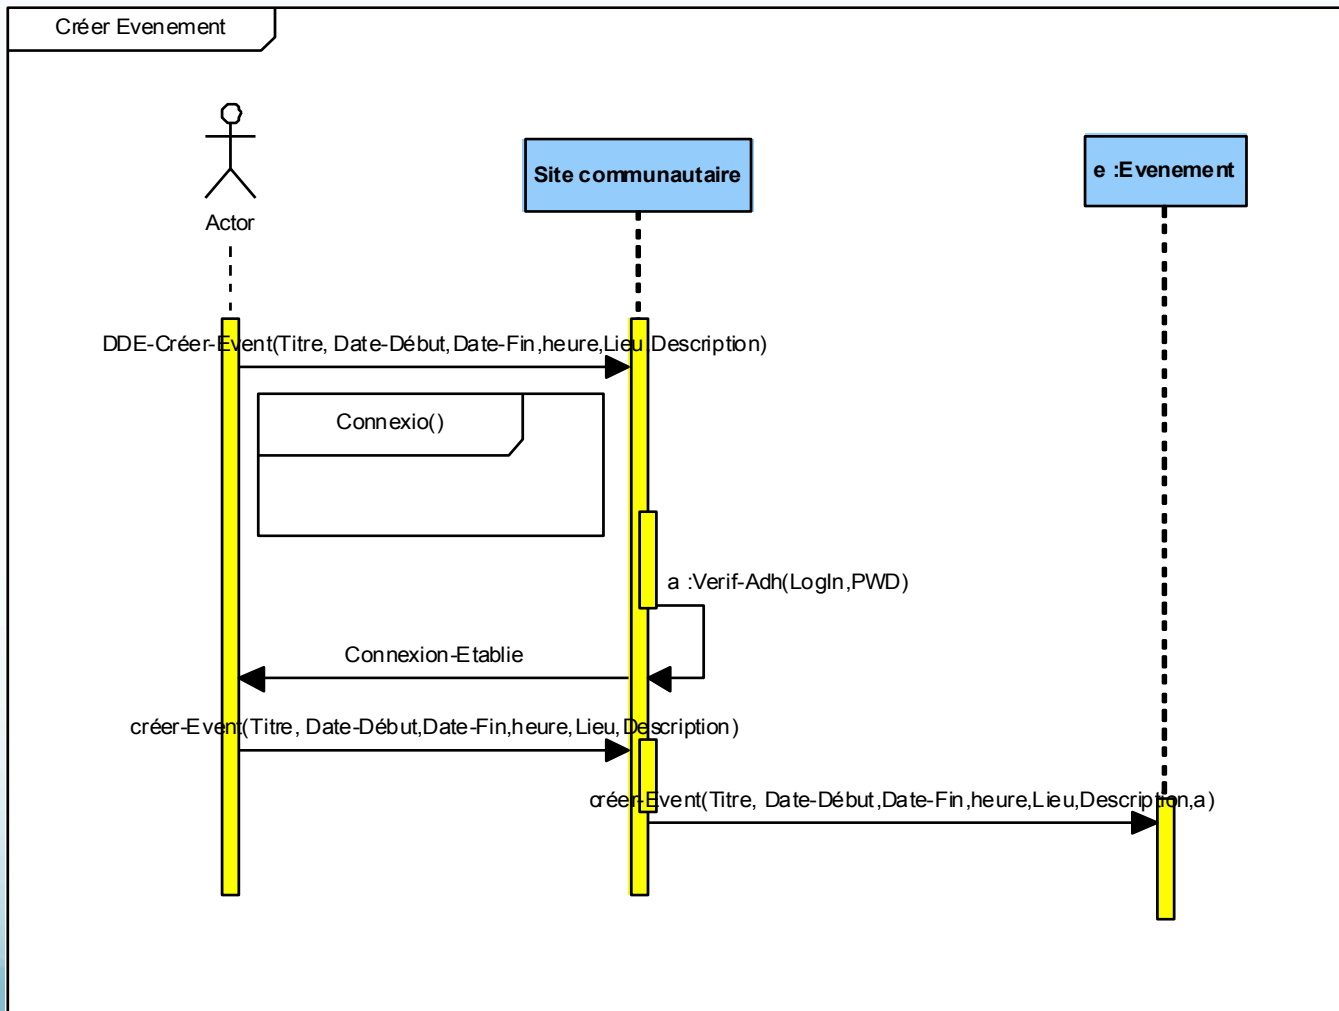 Créer Evenement
Actor
Site communautaire
e :Evenement
DDE-Créer-Event(Titre, Date-Début,Date-Fin,heure,Lieu,Description)
Connexio()
a :Verif-Adh(LogIn,PWD)
Connexion-Etablie
créer-Event(Titre, Date-Début,Date-Fin,heure,Lieu,Description)
créer-Event(Titre, Date-Début,Date-Fin,heure,Lieu,Description,a)